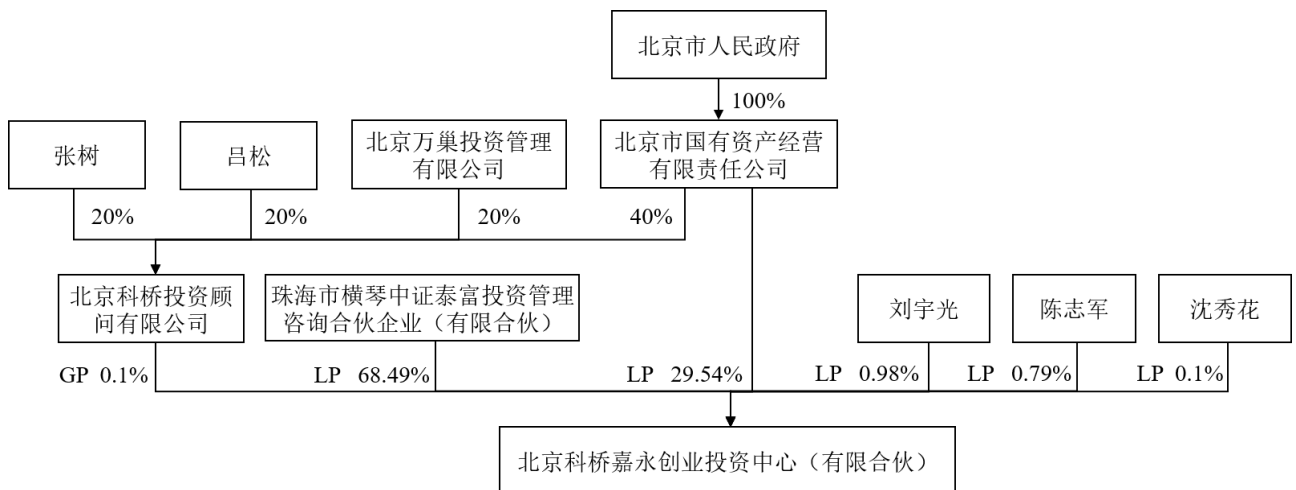 北京市人民政府
100%
张树
吕松
北京万巢投资管理
有限公司
北京市国有资产经营
有限责任公司
20%
20%
20%
40%
北京科桥投资顾
问有限公司
珠海市横琴中证泰富投资管理
咨询合伙企业（有限合伙）
刘宇光
陈志军
沈秀花
GP 0.1%
LP 68.49%
LP 29.54%
LP 0.98%
LP 0.79%
LP 0.1%
北京科桥嘉永创业投资中心（有限合伙）